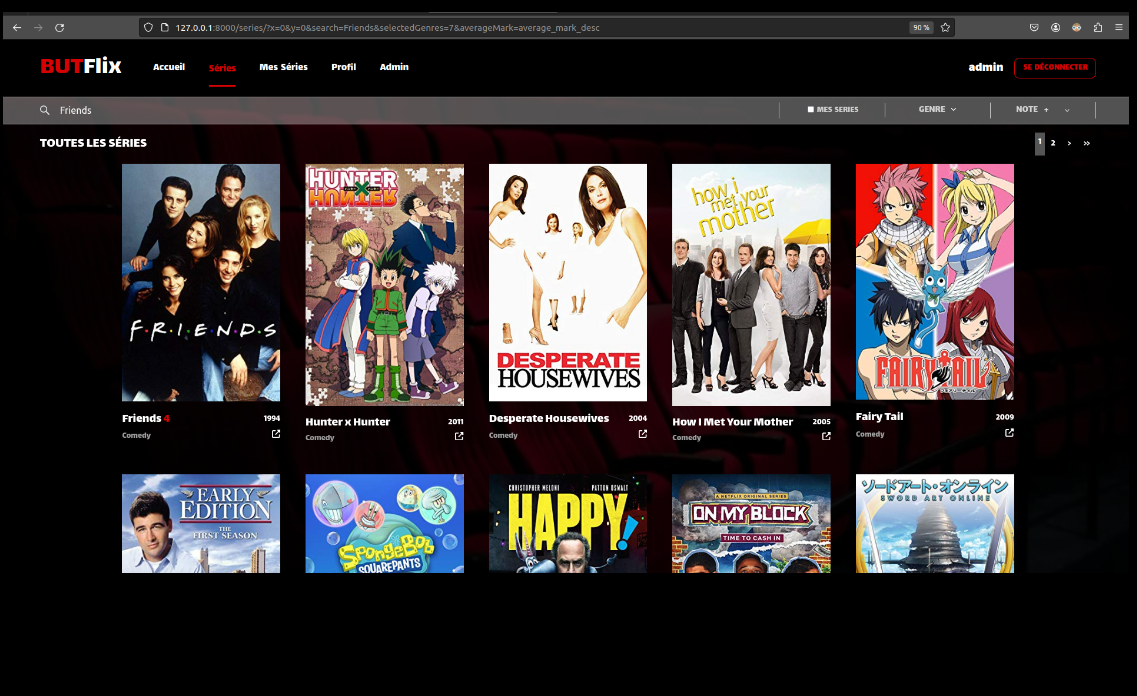 127.0.0.1:8000/series/?x=0&y=0&search=Friends&selectedGenres=7&averageMark=average_mark_desc
90 %
BUTFlix
Accueil
Séries
Mes Séries
Profil
Admin
admin
SE DÉCONNECTER
Friends
MES SERIES
GENRE
NOTE +
TOUTES LES SÉRIES
1 2 › »
F·R·I·E·N·D·S
HUNTER
HUNTER
DESPERATE
HOUSEWIVES
how i
met your
mother
FAIRY TAIL
Friends 4
1994
Comedy
Hunter x Hunter
2011
Comedy
Desperate Housewives
2004
Comedy
How I Met Your Mother
2005
Comedy
Fairy Tail
2009
Comedy
EARLY
EDITION
THE
FIRST SEASON
SPONGEBOB
SQUAREPANTS
CHRISTOPHER MELONI
PATTON OSWALT
HAPPY!
A NETFLIX ORIGINAL SERIES
ON MY BLOCK
TIME TO CASH IN
ソードアート・オンライン
SWORD ART ONLINE